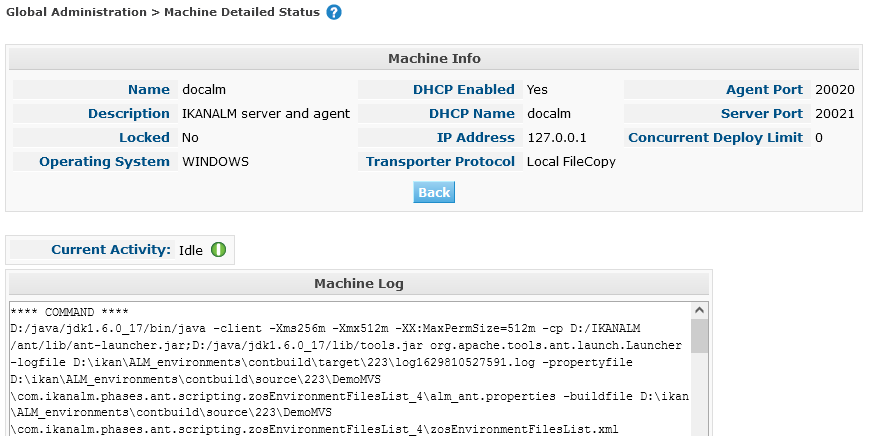 Global Administration > Machine Detailed Status ?
Machine Info
Name docalm DHCP Enabled Yes Agent Port 20020
Description IKANALM server and agent DHCP Name docalm Server Port 20021
Locked No IP Address 127.0.0.1 Concurrent Deploy Limit 0
Operating System WINDOWS Transporter Protocol Local FileCopy
Back
Current Activity: Idle
Machine Log
**** COMMAND ****
D:/java/jdk1.6.0_17/bin/java -client -Xms256m -Xmx512m -XX:MaxPermSize=512m -cp D:/IKANALM
/ant/lib/ant-launcher.jar;D:/java/jdk1.6.0_17/lib/tools.jar org.apache.tools.ant.launch.Launcher
-logfile D:\ikan\ALM_environments\contbuild\target\223\log1629810527591.log -propertyfile
D:\ikan\ALM_environments\contbuild\source\223\DemoMVS
\com.ikanalm.phases.ant.scripting.zosEnvironmentFilesList_4\alm_ant.properties -buildfile D:\ikan
\ALM_environments\contbuild\source\223\DemoMVS
\com.ikanalm.phases.ant.scripting.zosEnvironmentFilesList_4\zosEnvironmentFilesList.xml